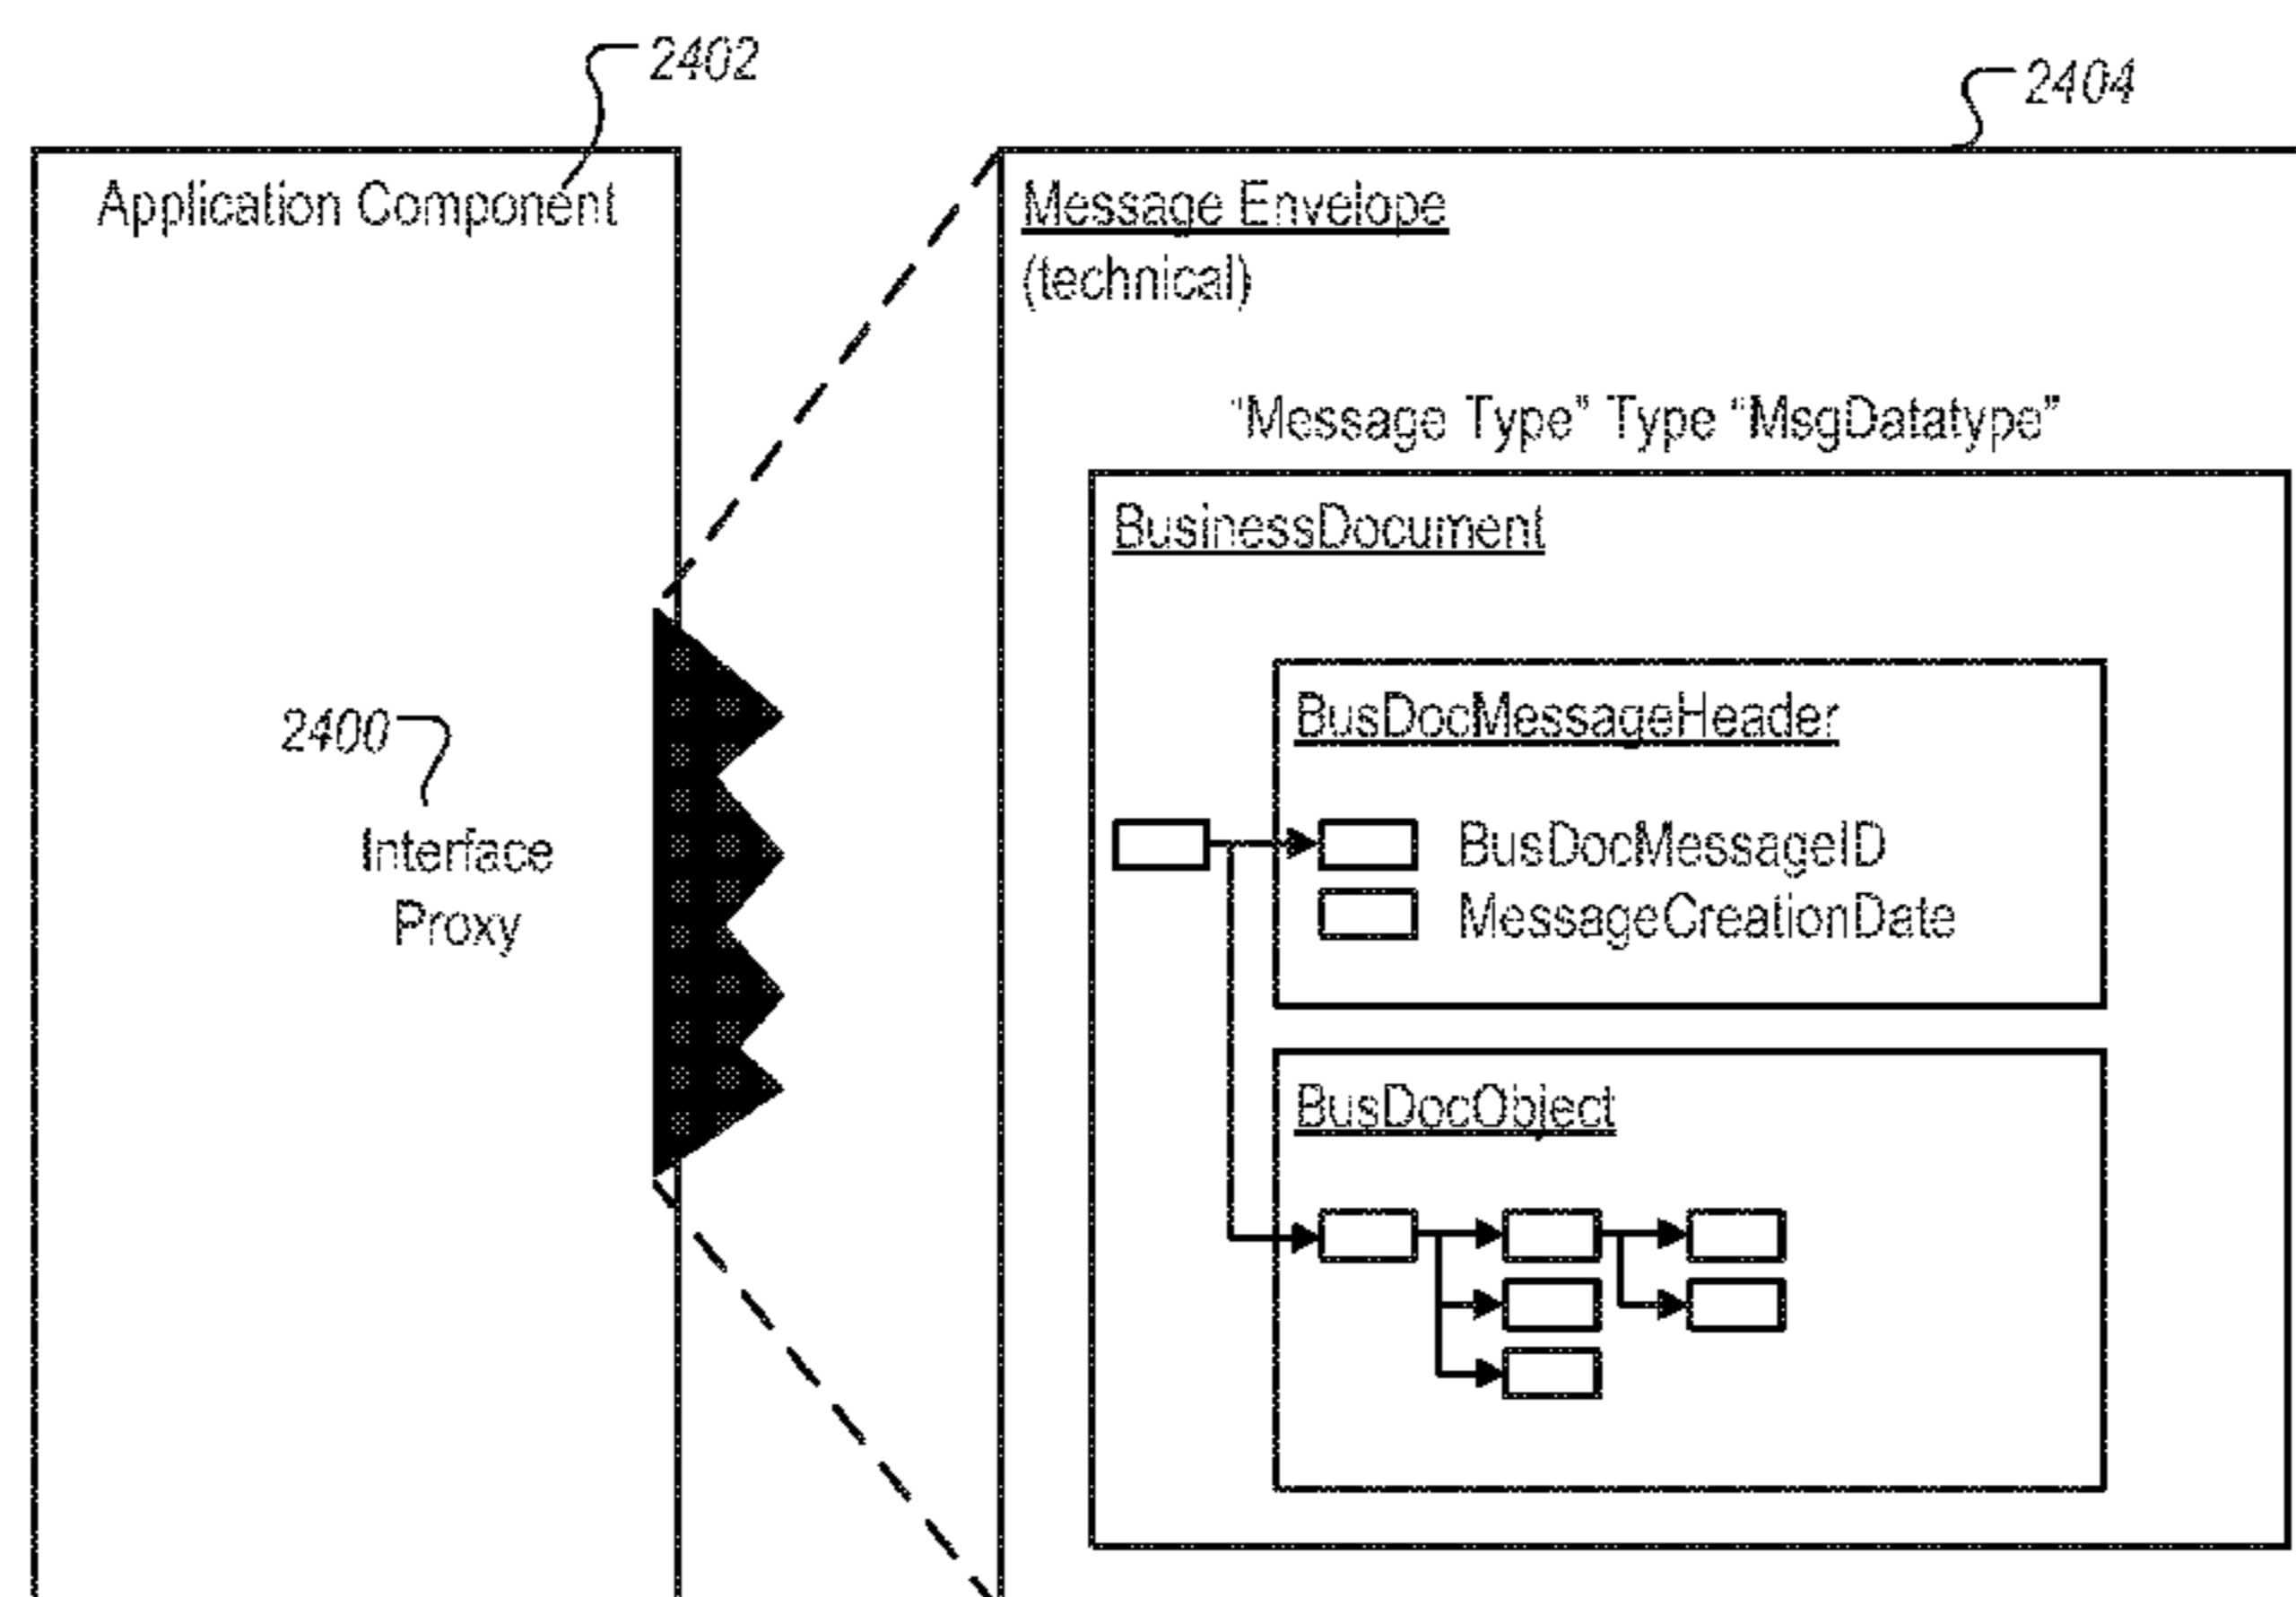 2402
2404
Application Component
Message Envelope
(technical)
"Message Type" Type "MsgDatatype"
BusinessDocument
BusDocMessageHeader
2400
Interface
Proxy
BusDocMessageID
MessageCreationDate
BusDocObject